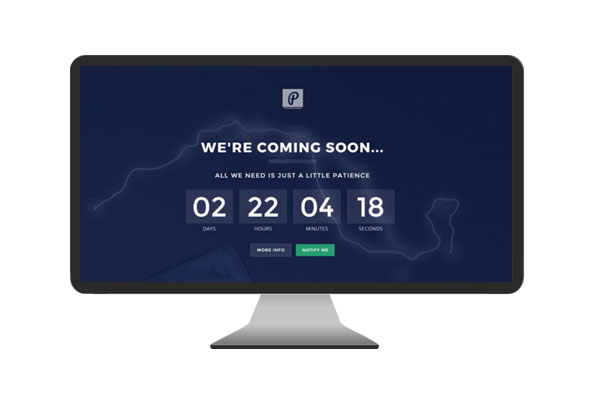 P
WE'RE COMING SOON...
ALL WE NEED IS JUST A LITTLE PATIENCE
02 22 04 18
DAYS HOURS MINUTES SECONDS
MORE INFO NOTIFY ME